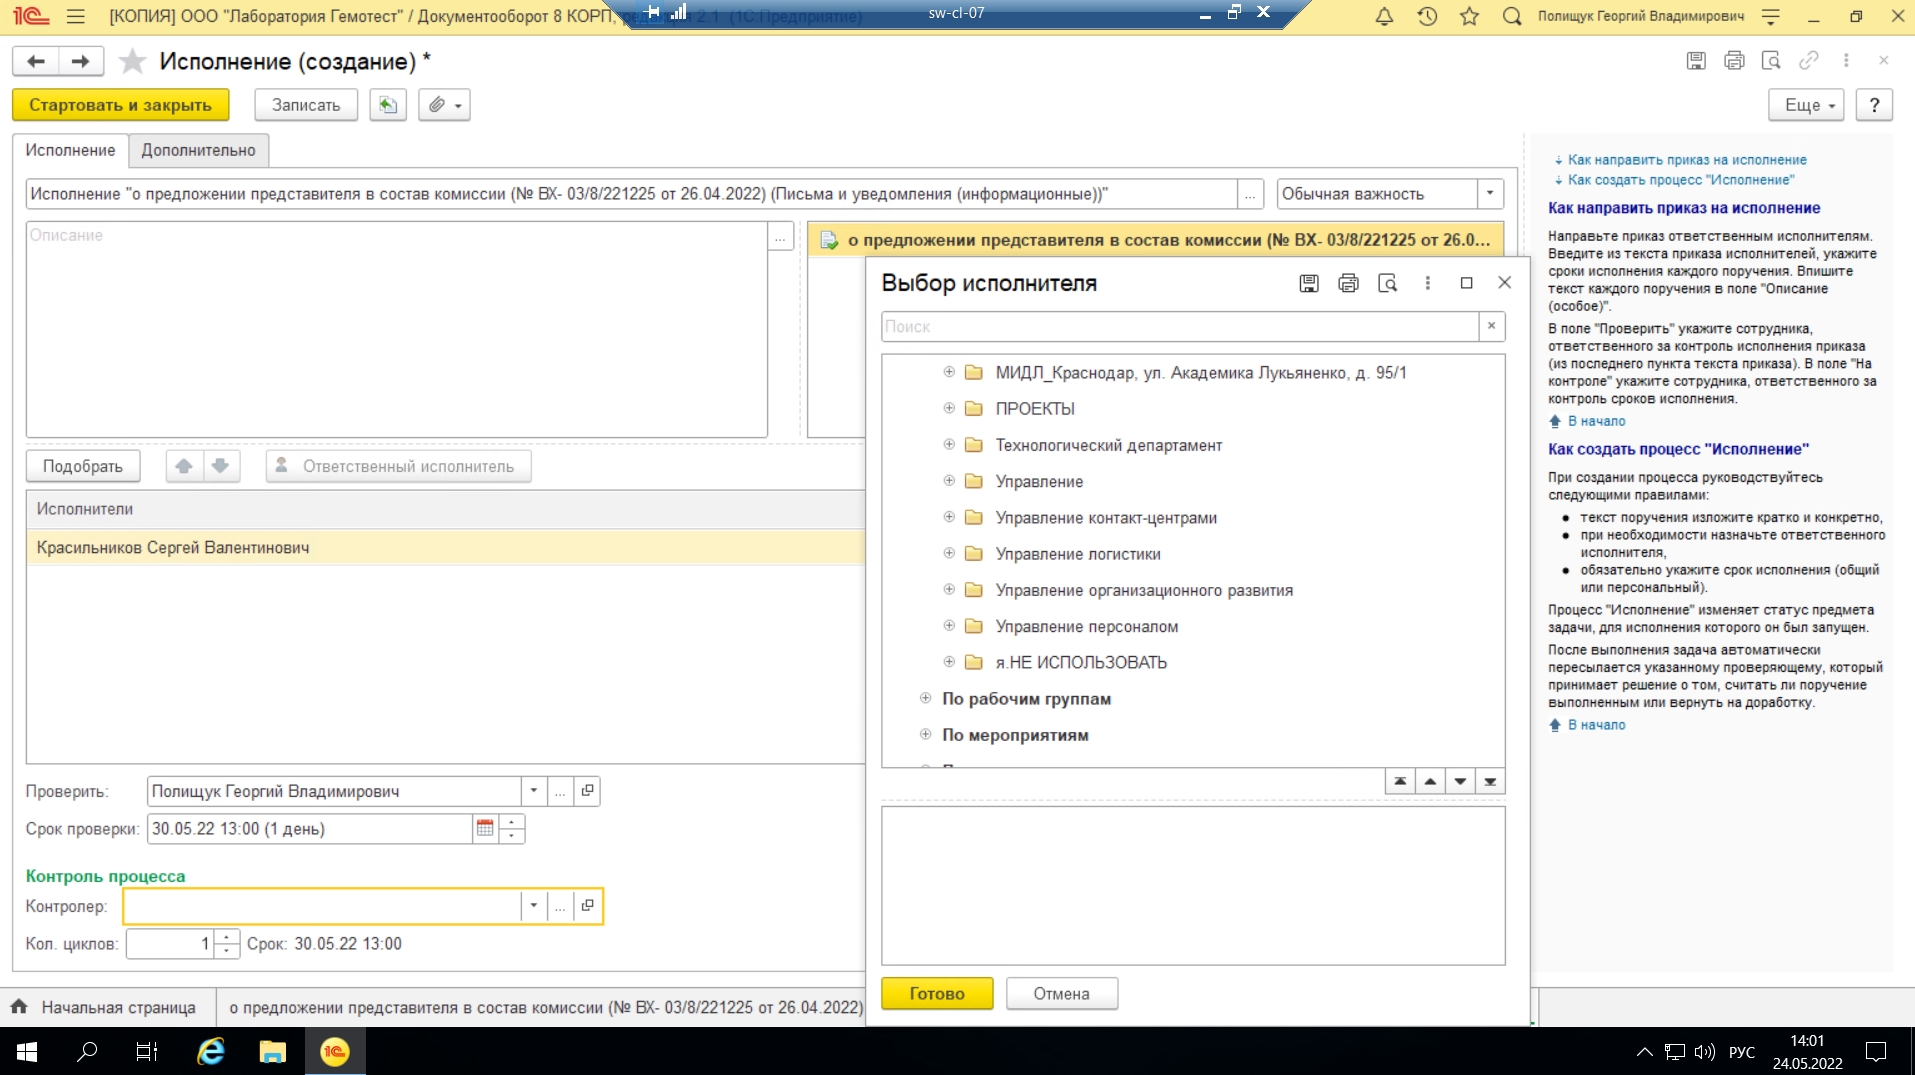 [КОПИЯ] ООО "Лаборатория Гемотест" / Документооборот 8 КОРП, редакция 2.1 (1С:Предприятие)
sw-cl-07
Полищук Георгий Владимирович
Исполнение (создание) *
Стартовать и закрыть
Записать
Еще
?
Исполнение
Дополнительно
Исполнение "о предложении представителя в состав комиссии (№ ВХ- 03/8/221225 от 26.04.2022) (Письма и уведомления (информационные))"
...
Обычная важность
Описание
...
о предложении представителя в состав комиссии (№ ВХ- 03/8/221225 от 26.0...
Подобрать
Ответственный исполнитель
Исполнители
Красильников Сергей Валентинович
Проверить:
Полищук Георгий Владимирович
...
Срок проверки:
30.05.22 13:00 (1 день)
Контроль процесса
Контролер:
...
Кол. циклов:
1
Срок: 30.05.22 13:00
Выбор исполнителя
Поиск
×
МИДЛ_Краснодар, ул. Академика Лукьяненко, д. 95/1
ПРОЕКТЫ
Технологический департамент
Управление
Управление контакт-центрами
Управление логистики
Управление организационного развития
Управление персоналом
я.НЕ ИСПОЛЬЗОВАТЬ
По рабочим группам
По мероприятиям
Готово
Отмена
Как направить приказ на исполнение
Как создать процесс "Исполнение"
Как направить приказ на исполнение
Направьте приказ ответственным исполнителям.
Введите из текста приказа исполнителей, укажите
сроки исполнения каждого поручения. Впишите
текст каждого поручения в поле "Описание
(особое)".
В поле "Проверить" укажите сотрудника,
ответственного за контроль исполнения приказа
(из последнего пункта текста приказа). В поле "На
контроле" укажите сотрудника, ответственного за
контроль сроков исполнения.
В начало
Как создать процесс "Исполнение"
При создании процесса руководствуйтесь
следующими правилами:
• текст поручения изложите кратко и конкретно,
• при необходимости назначьте ответственного
исполнителя,
• обязательно укажите срок исполнения (общий
или персональный).
Процесс "Исполнение" изменяет статус предмета
задачи, для исполнения которого он был запущен.
После выполнения задача автоматически
пересылается указанному проверяющему, который
принимает решение о том, считать ли поручение
выполненным или вернуть на доработку.
В начало
Начальная страница
о предложении представителя в состав комиссии (№ ВХ- 03/8/221225 от 26.04.2022)
РУС
14:01
24.05.2022